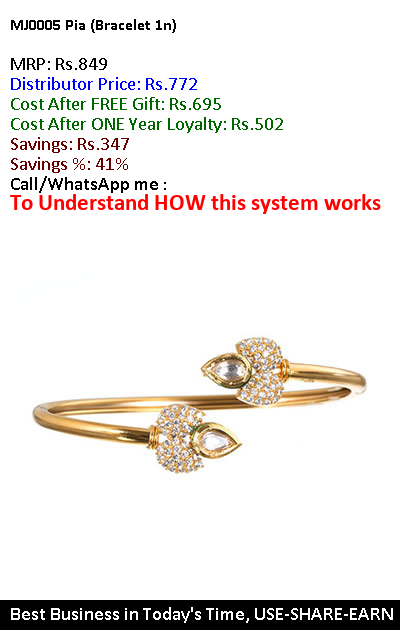 MJ0005 Pia (Bracelet 1n)
MRP: Rs.849
Distributor Price: Rs.772
Cost After FREE Gift: Rs.695
Cost After ONE Year Loyalty: Rs.502
Savings: Rs.347
Savings %: 41%
Call/WhatsApp me :
To Understand HOW this system works
Best Business in Today's Time, USE-SHARE-EARN